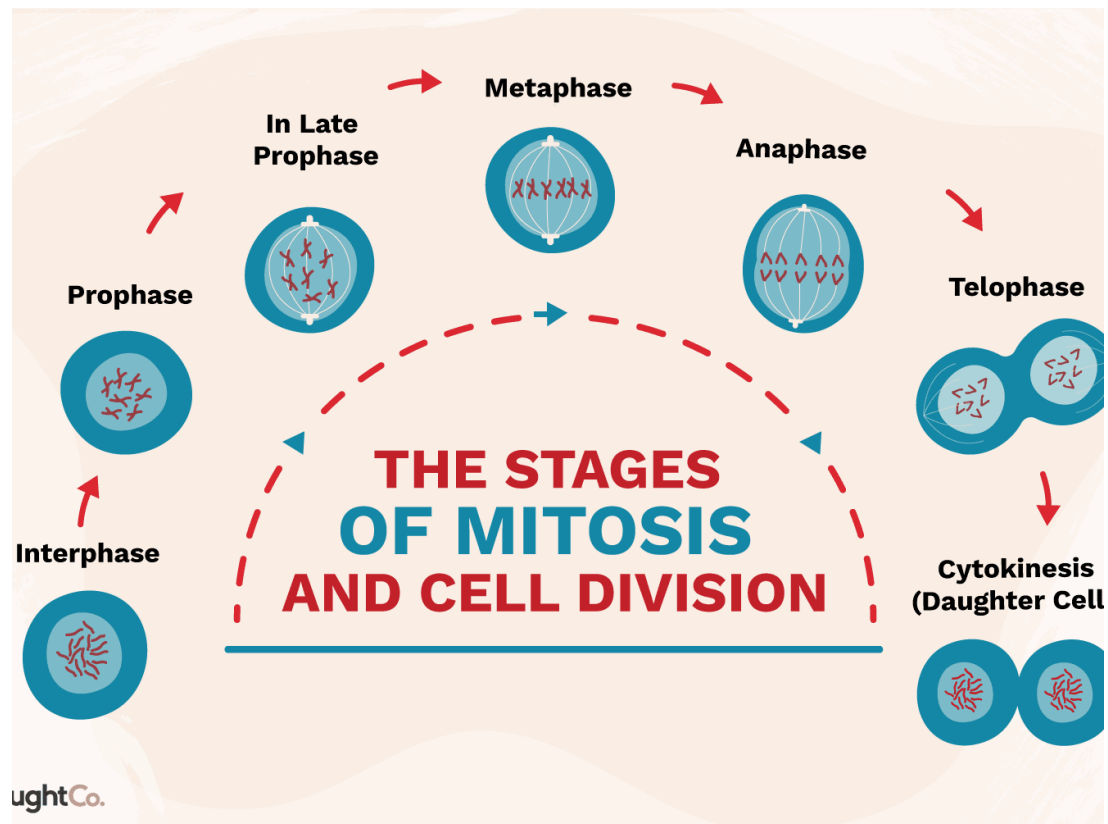 Metaphase
In Late
Prophase
Anaphase
Prophase
Telophase
THE STAGES
OF MITOSIS
AND CELL DIVISION
Interphase
Cytokinesis
(Daughter Cell
ughtCo.